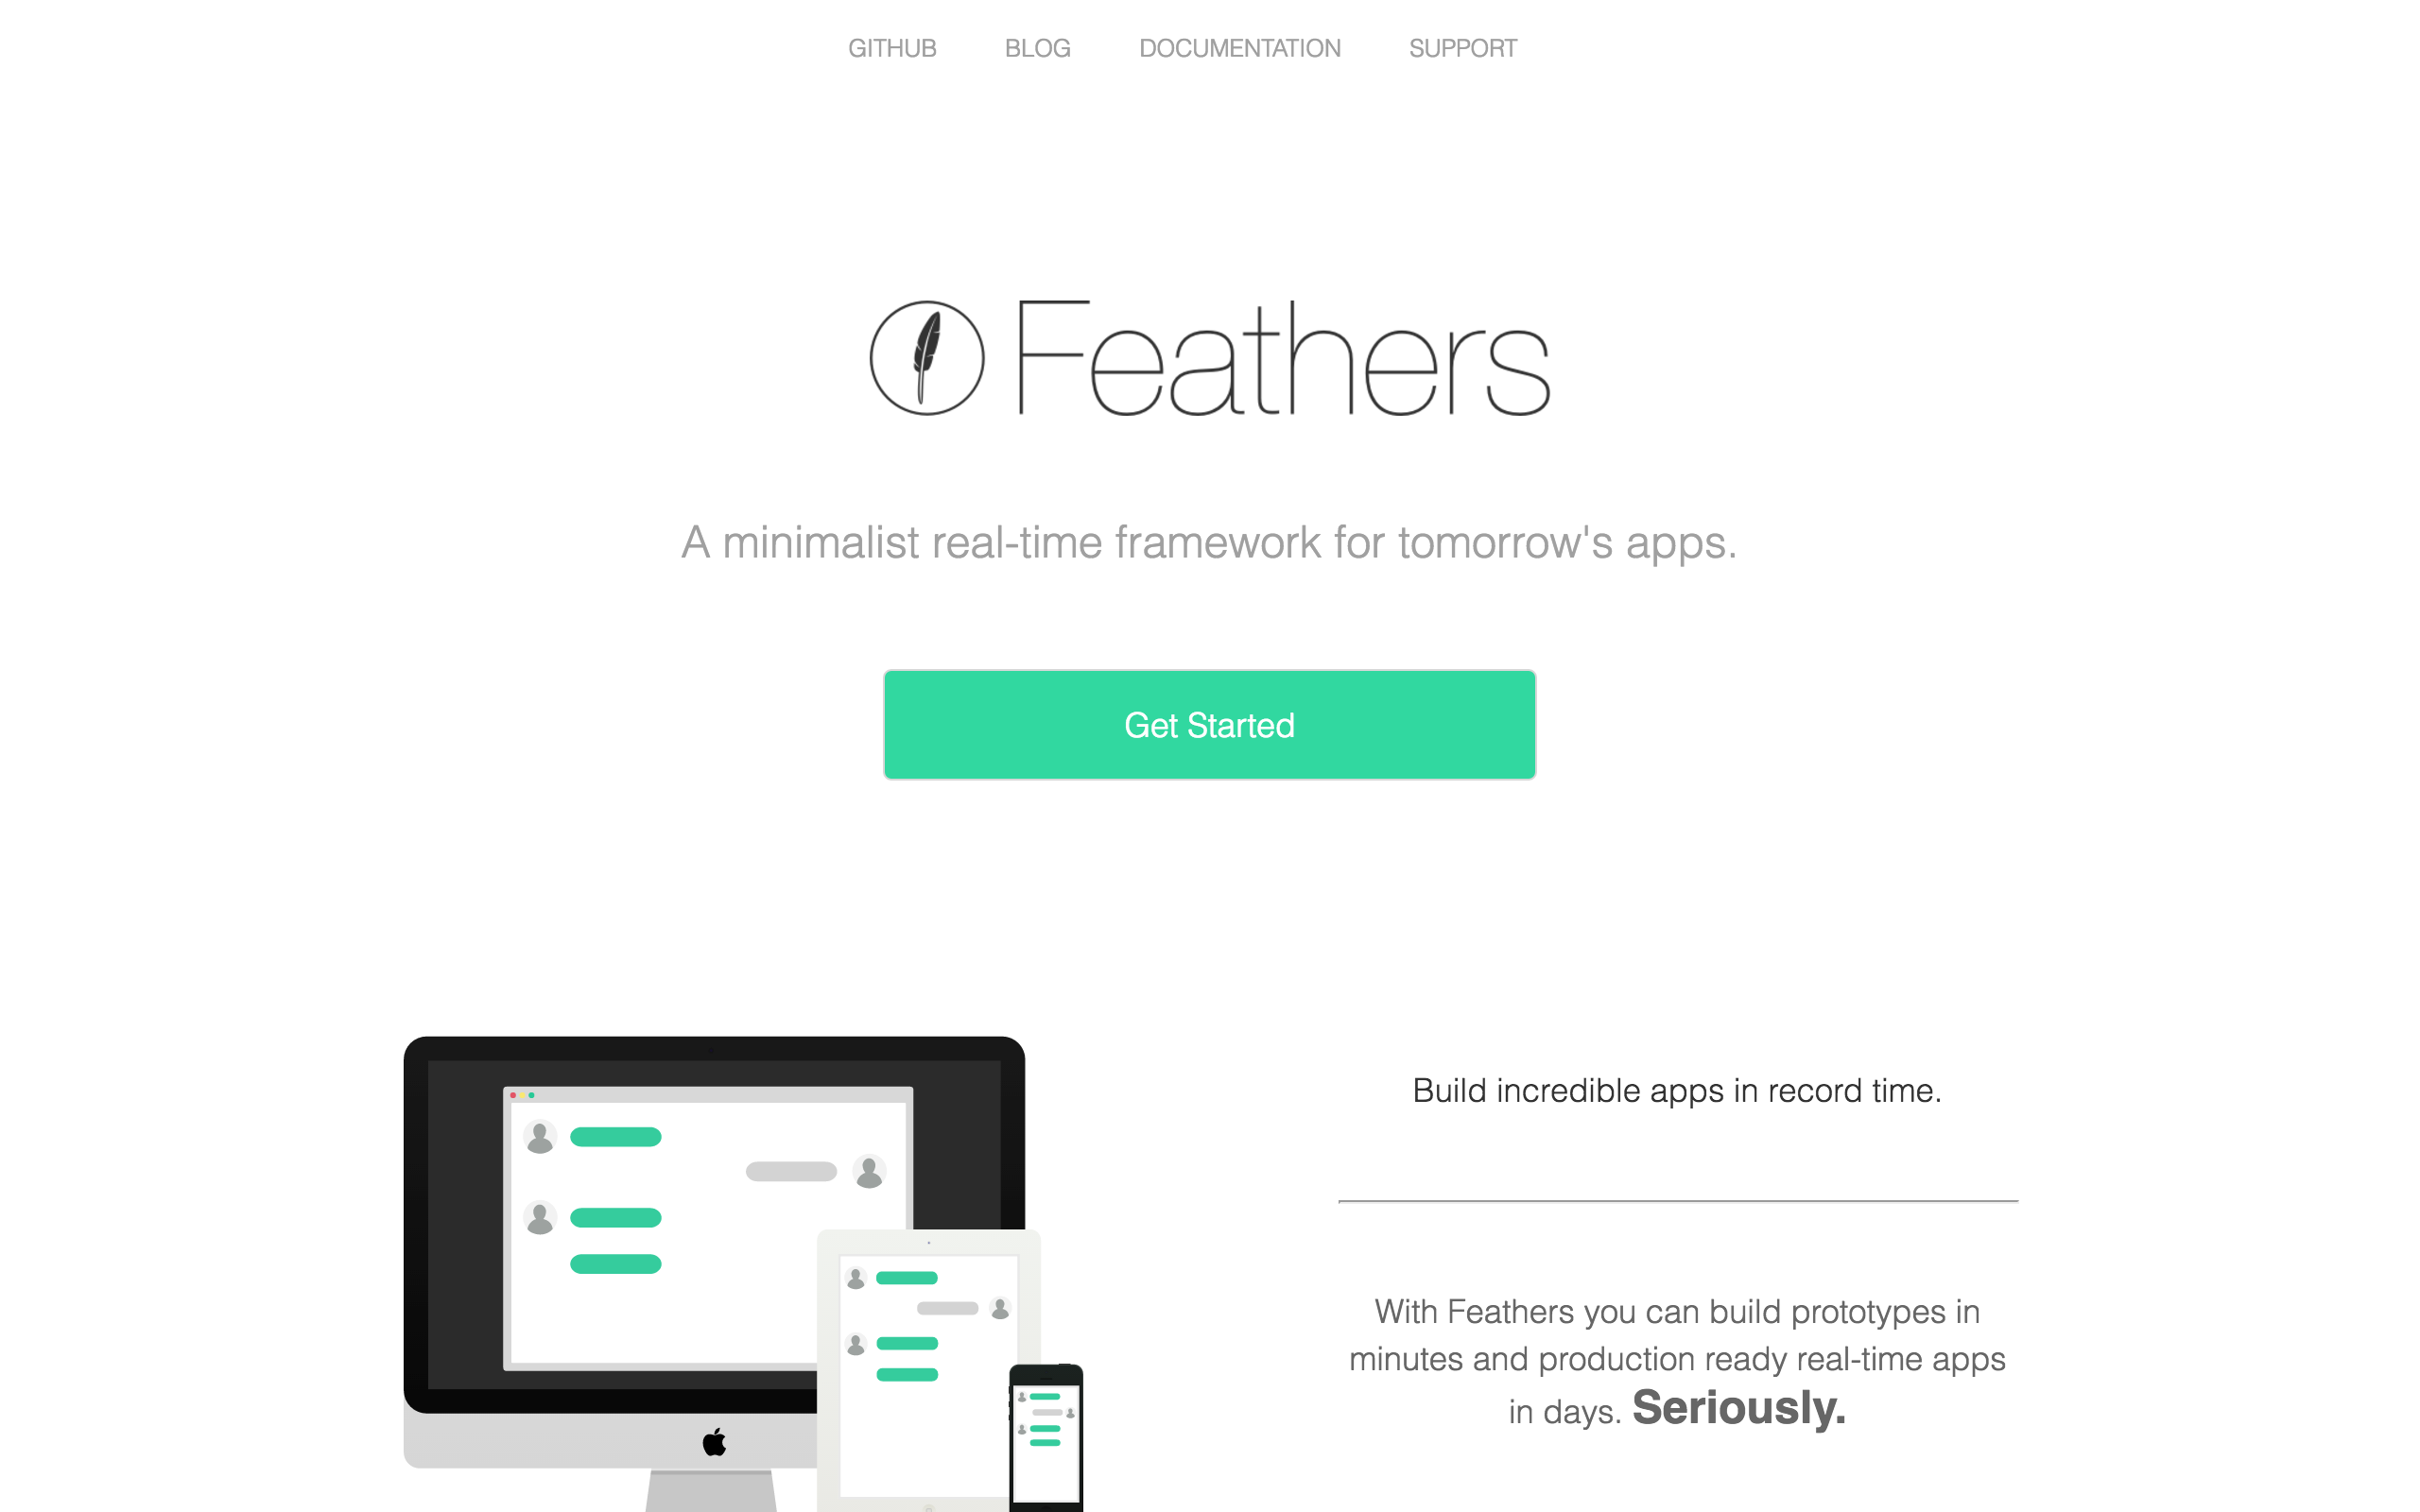 GITHUB BLOG DOCUMENTATION SUPPORT
Feathers
A minimalist real-time framework for tomorrow's apps.
Get Started
Build incredible apps in record time.
With Feathers you can build prototypes in
minutes and production ready real-time apps
in days. Seriously.